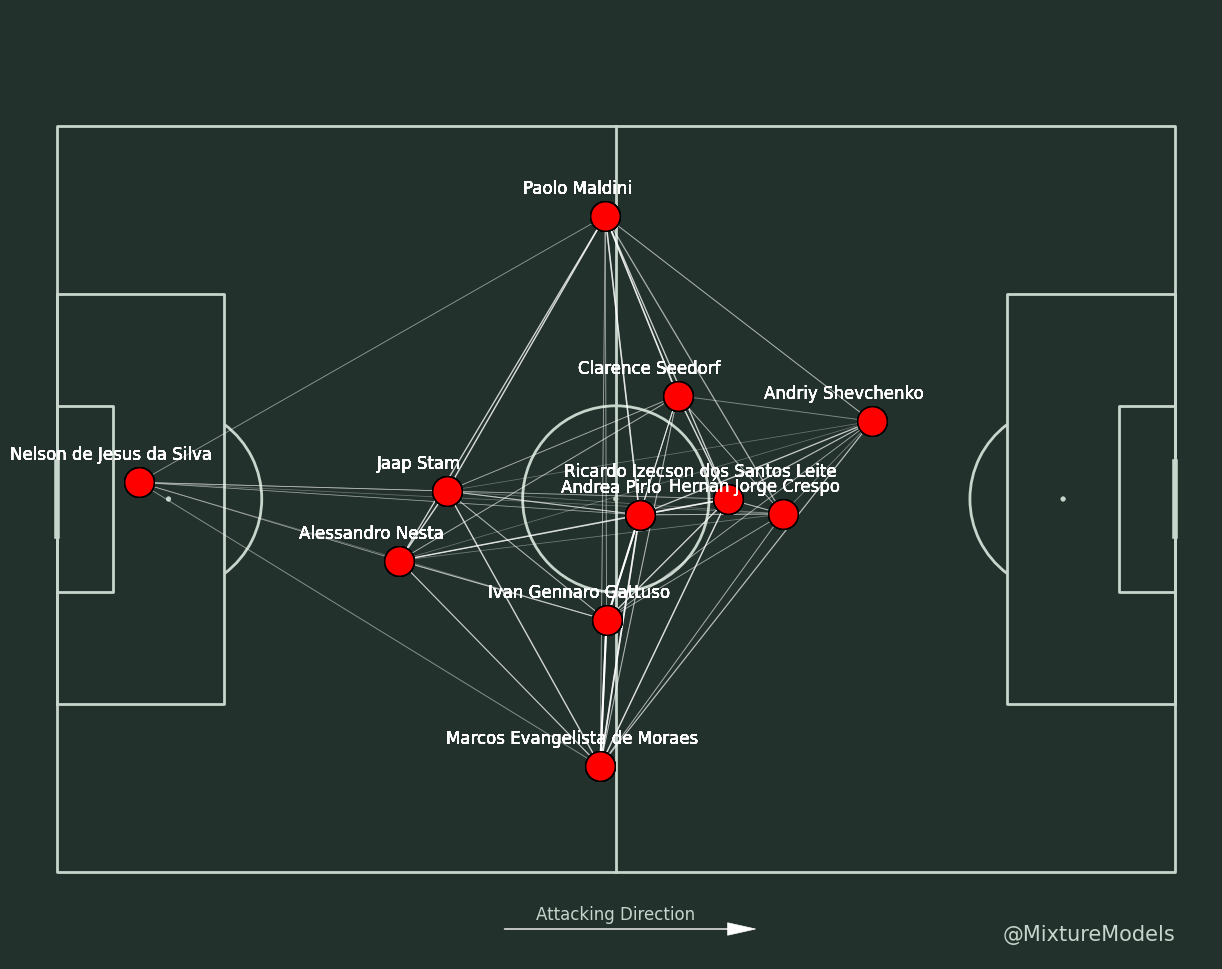 Paolo Maldini
Clarence Seedorf
Andriy Shevchenko
Nelson de Jesus da Silva
Jaap Stam
Ricardo Izecson dos Santos Leite
Andrea Pirlo
Hernán Jorge Crespo
Alessandro Nesta
Ivan Gennaro Gattuso
Marcos Evangelista de Moraes
Attacking Direction
@MixtureModels